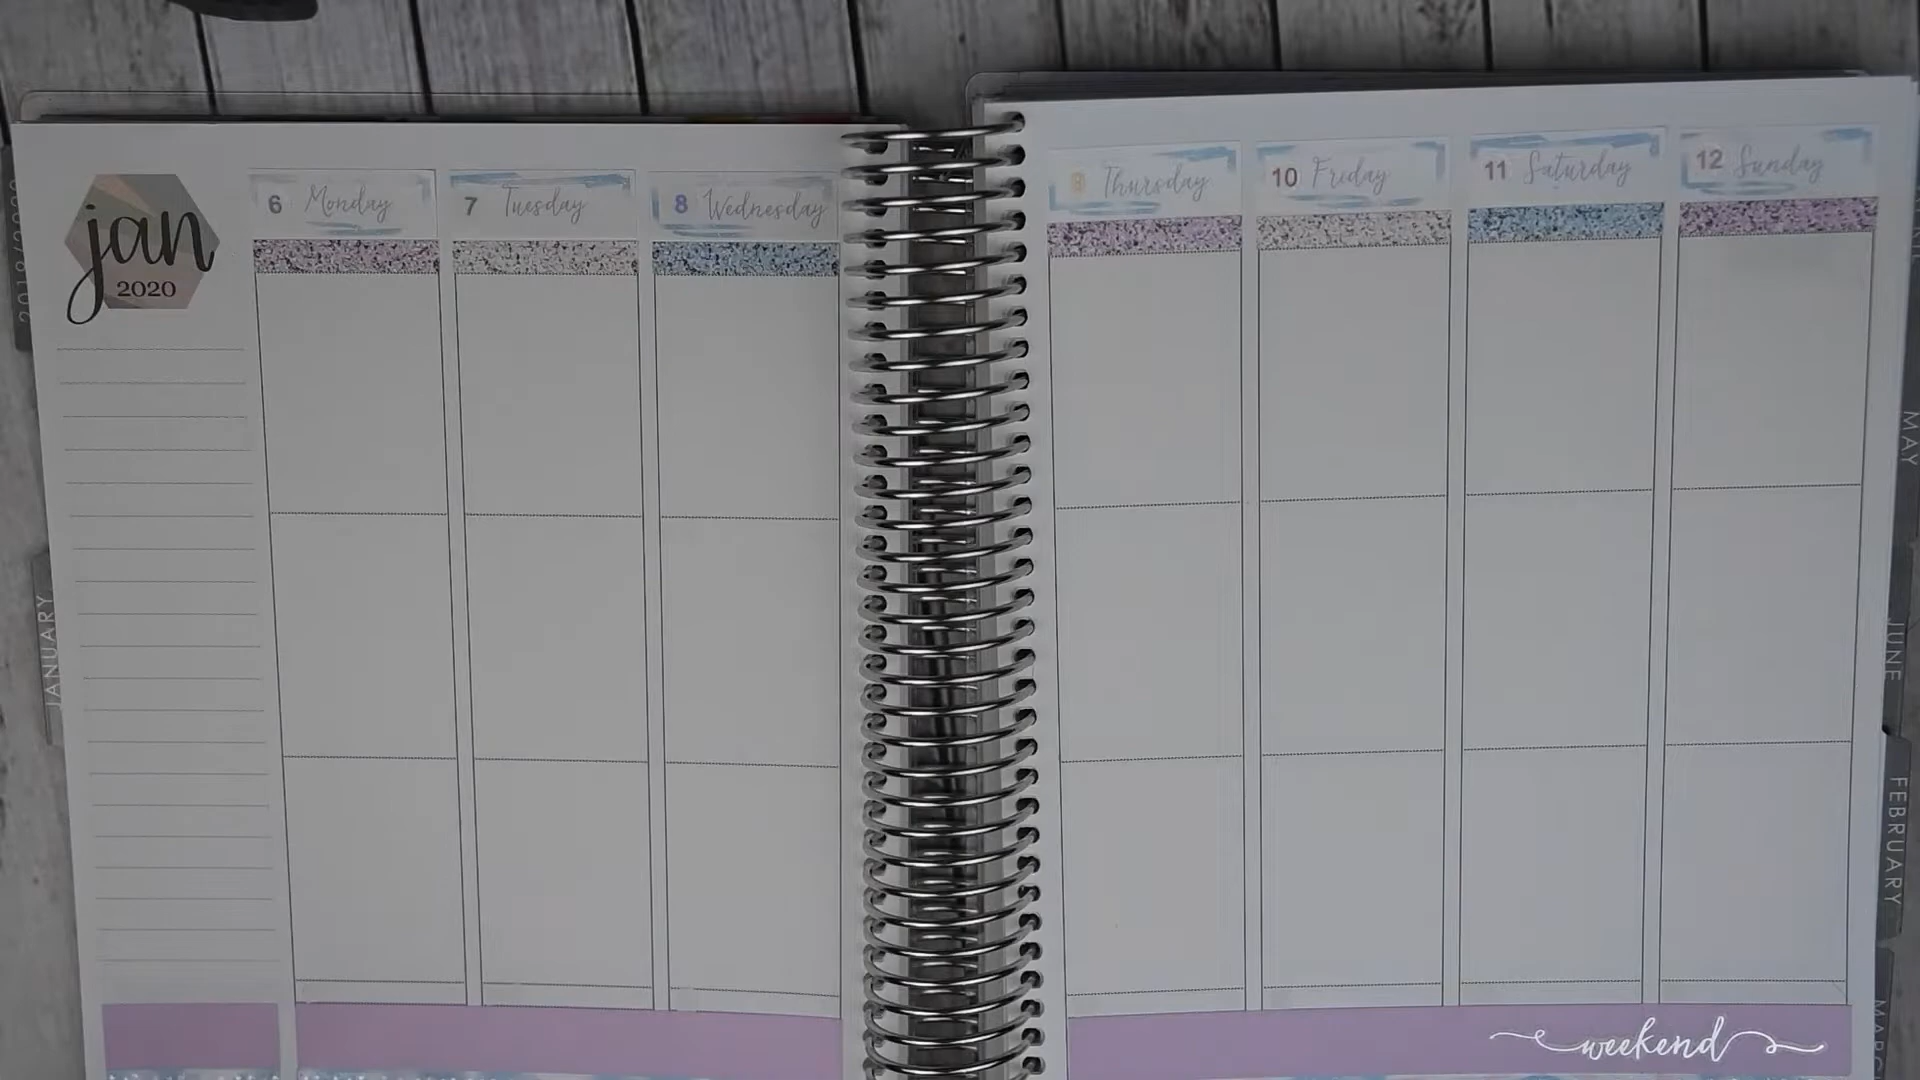 jan
2020
6 Monday
7 Tuesday
8 Wednesday
9 Thursday
10 Friday
11 Saturday
12 Sunday
weekend
JANUARY
MAY
JUNE
FEBRUARY